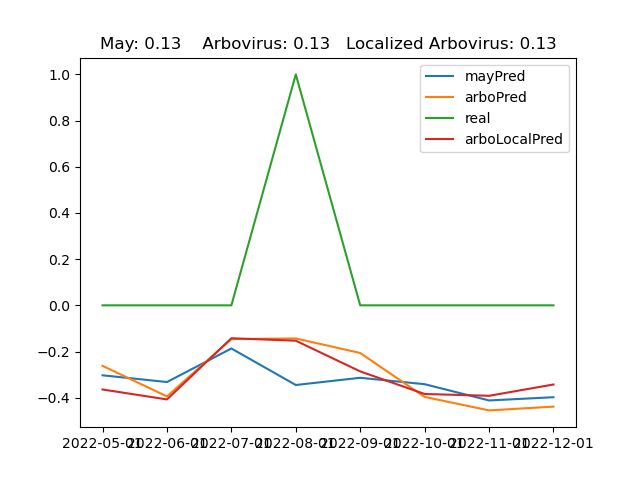 May: 0.13    Arbovirus: 0.13   Localized Arbovirus: 0.13
mayPred
arboPred
real
arboLocalPred
1.0
0.8
0.6
0.4
0.2
0.0
−0.2
−0.4
2022-05-01 2022-06-01 2022-07-01 2022-08-01 2022-09-01 2022-10-01 2022-11-01 2022-12-01